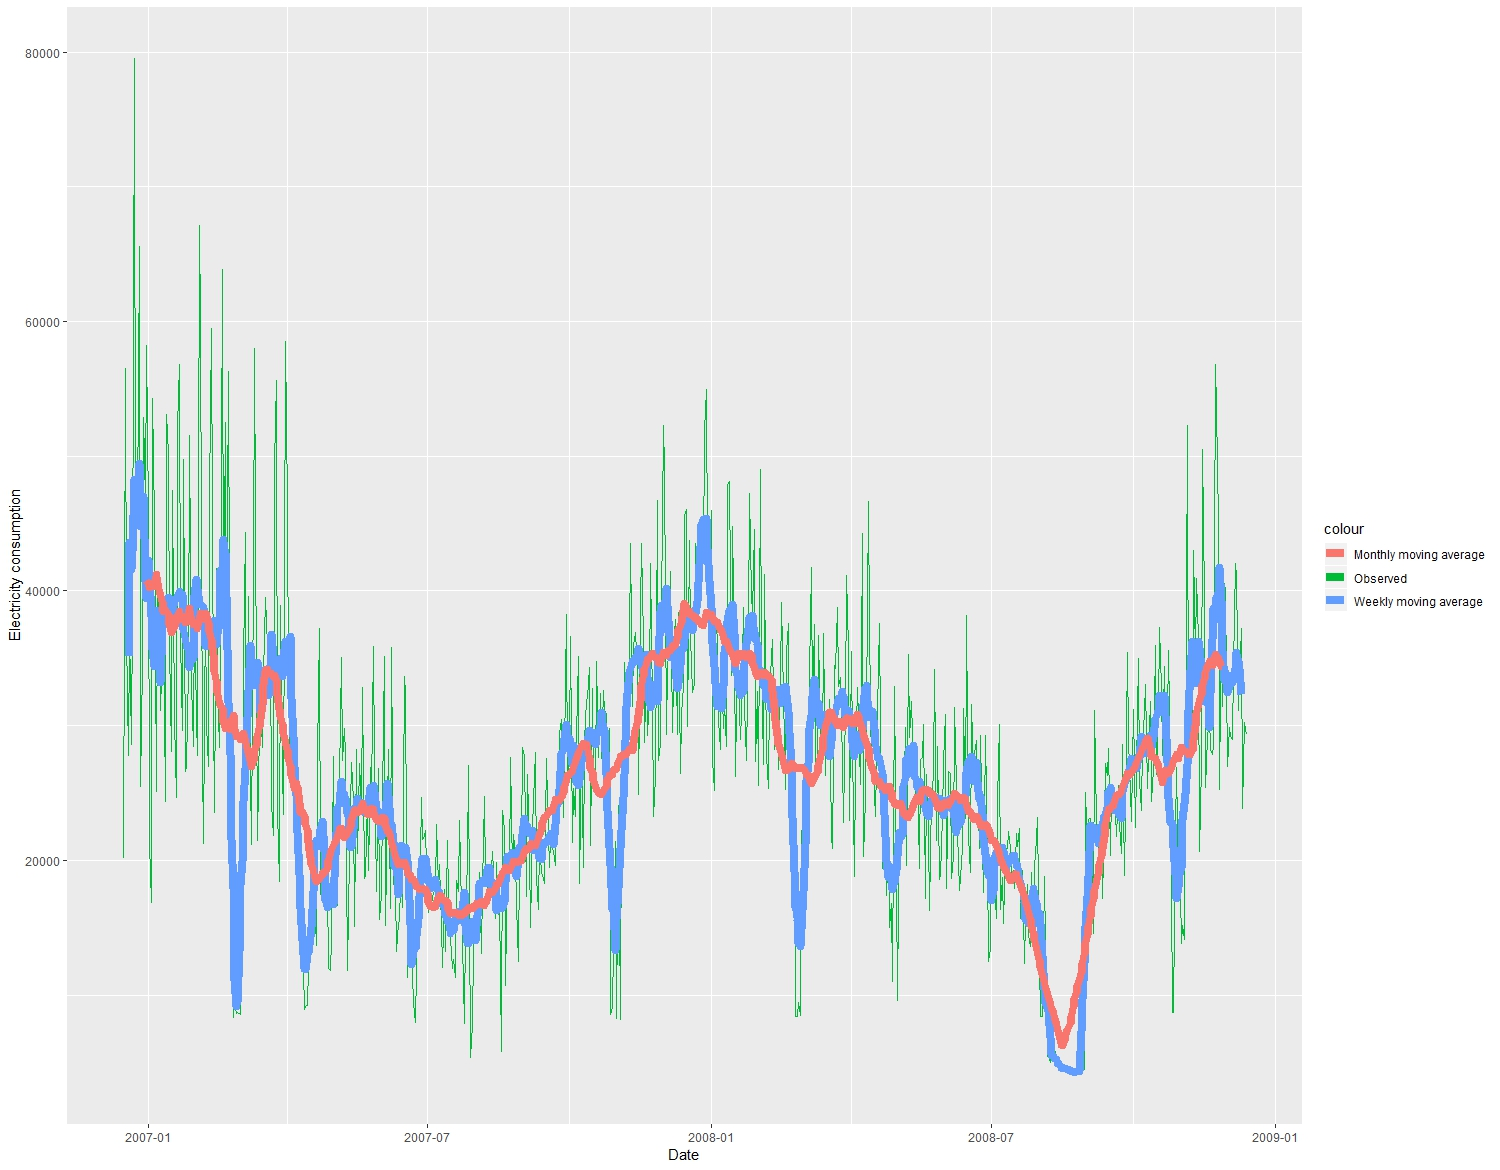 80000
60000
40000
20000
Electricity consumption
2007-01
2007-07
2008-01
2008-07
2009-01
Date
colour
Monthly moving average
Observed
Weekly moving average